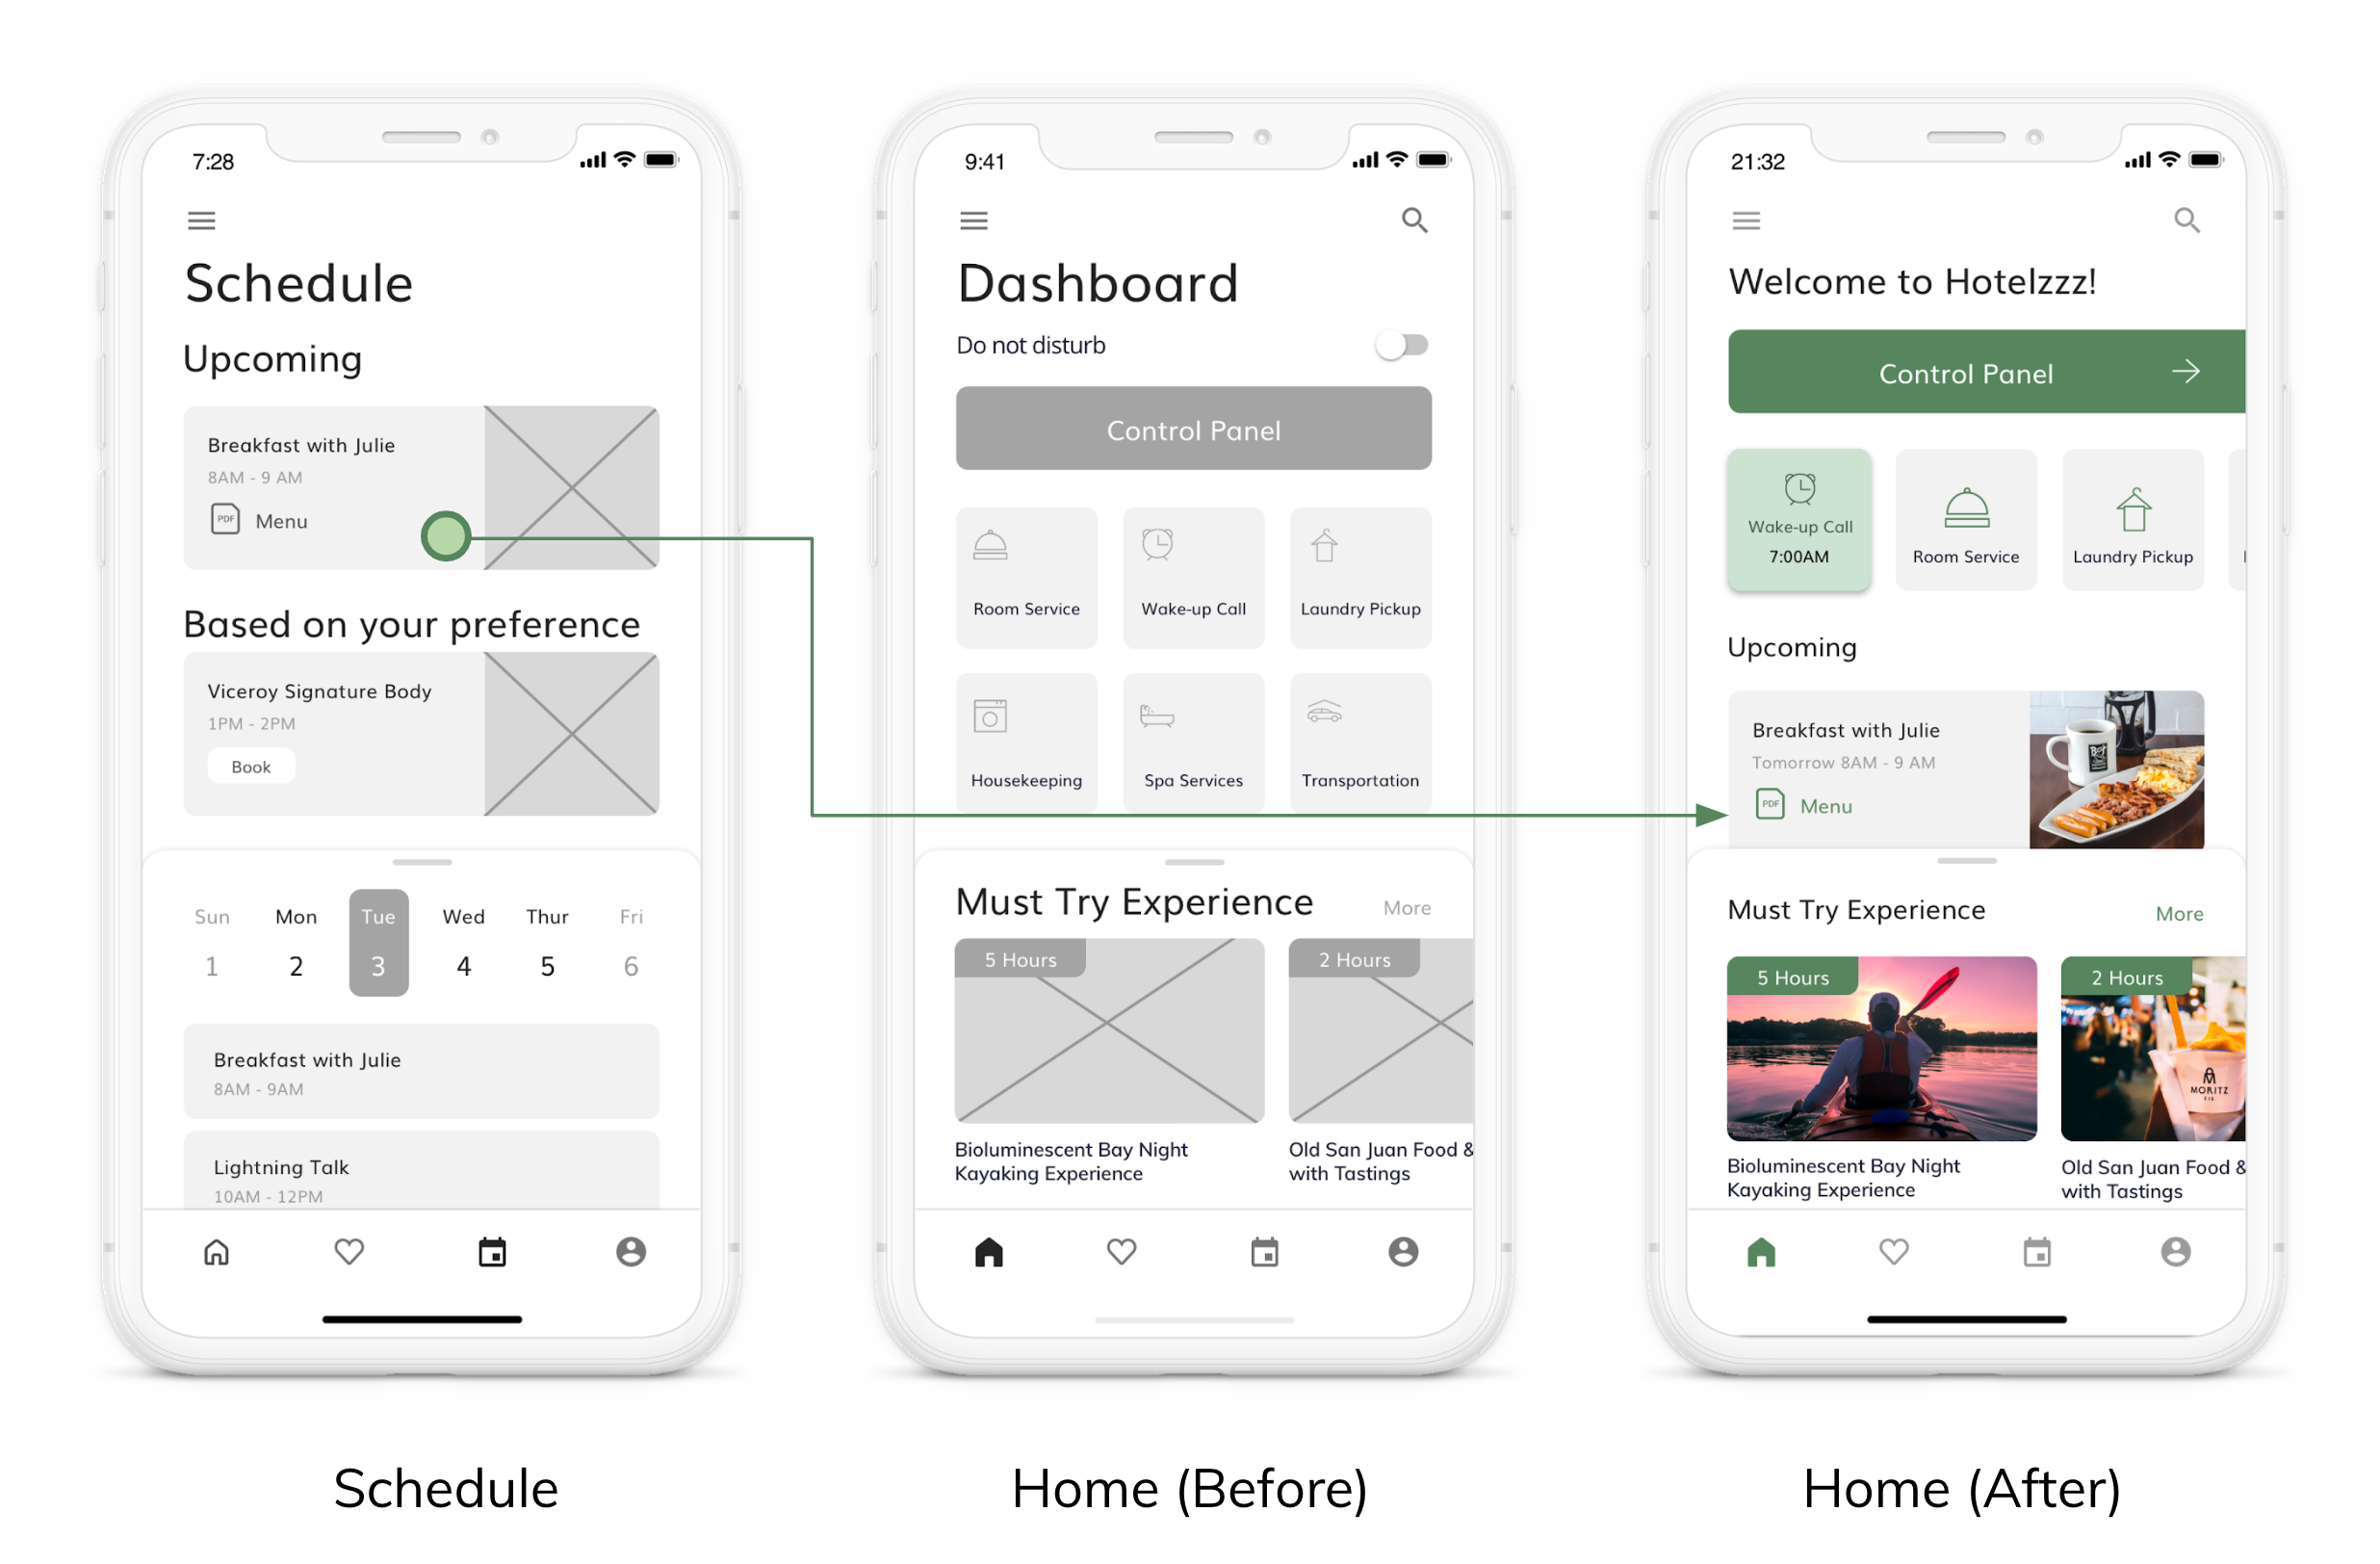 7:28
Schedule
Upcoming
Breakfast with Julie
8AM - 9 AM
PDF Menu
Based on your preference
Viceroy Signature Body
1PM - 2PM
Book
Sun Mon Tue Wed Thur Fri
1 2 3 4 5 6
Breakfast with Julie
8AM - 9AM
Lightning Talk
10AM - 12PM
Schedule
9:41
Dashboard
Do not disturb
Control Panel
Room Service Wake-up Call Laundry Pickup
Housekeeping Spa Services Transportation
Must Try Experience More
5 Hours 2 Hours
Bioluminescent Bay Night
Kayaking Experience
Old San Juan Food &
with Tastings
Home (Before)
21:32
Welcome to Hotelzzz!
Control Panel
Wake-up Call
7:00AM
Room Service Laundry Pickup
Upcoming
Breakfast with Julie
Tomorrow 8AM - 9 AM
PDF Menu
Must Try Experience More
5 Hours 2 Hours
MORITZ
EIS
Bioluminescent Bay Night
Kayaking Experience
Old San Juan Food &
with Tastings
Home (After)